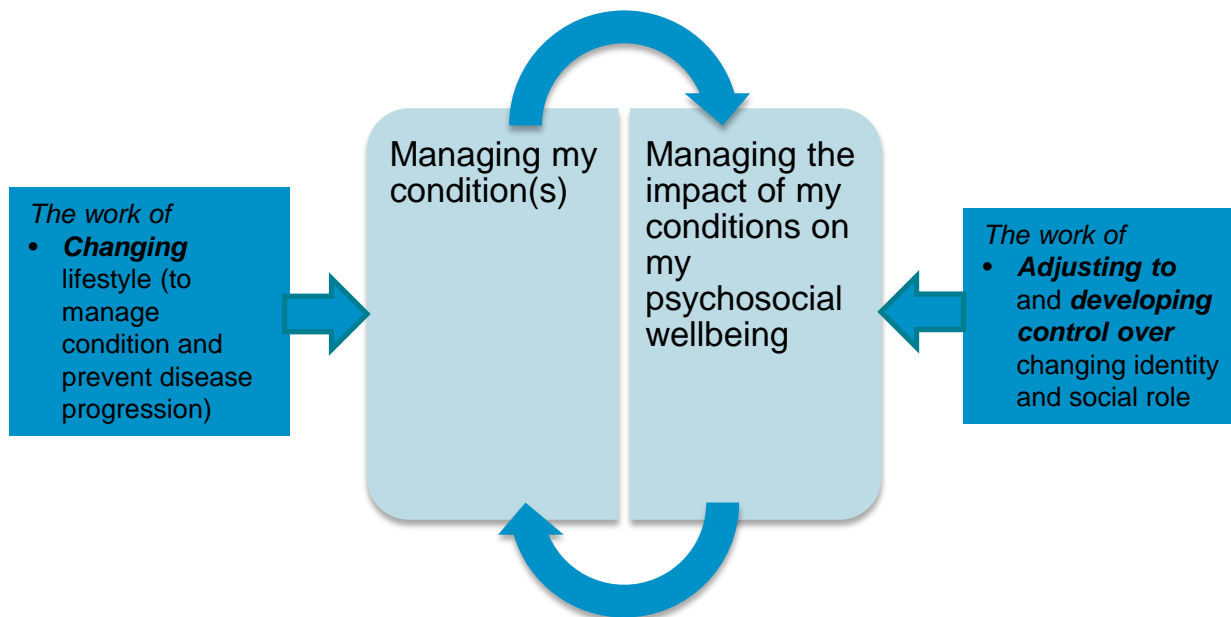 Managing my
condition(s)
Managing the
impact of my
conditions on
my
psychosocial
wellbeing
The work of
• Changing
lifestyle (to
manage
condition and
prevent disease
progression)
The work of
• Adjusting to
and developing
control over
changing identity
and social role